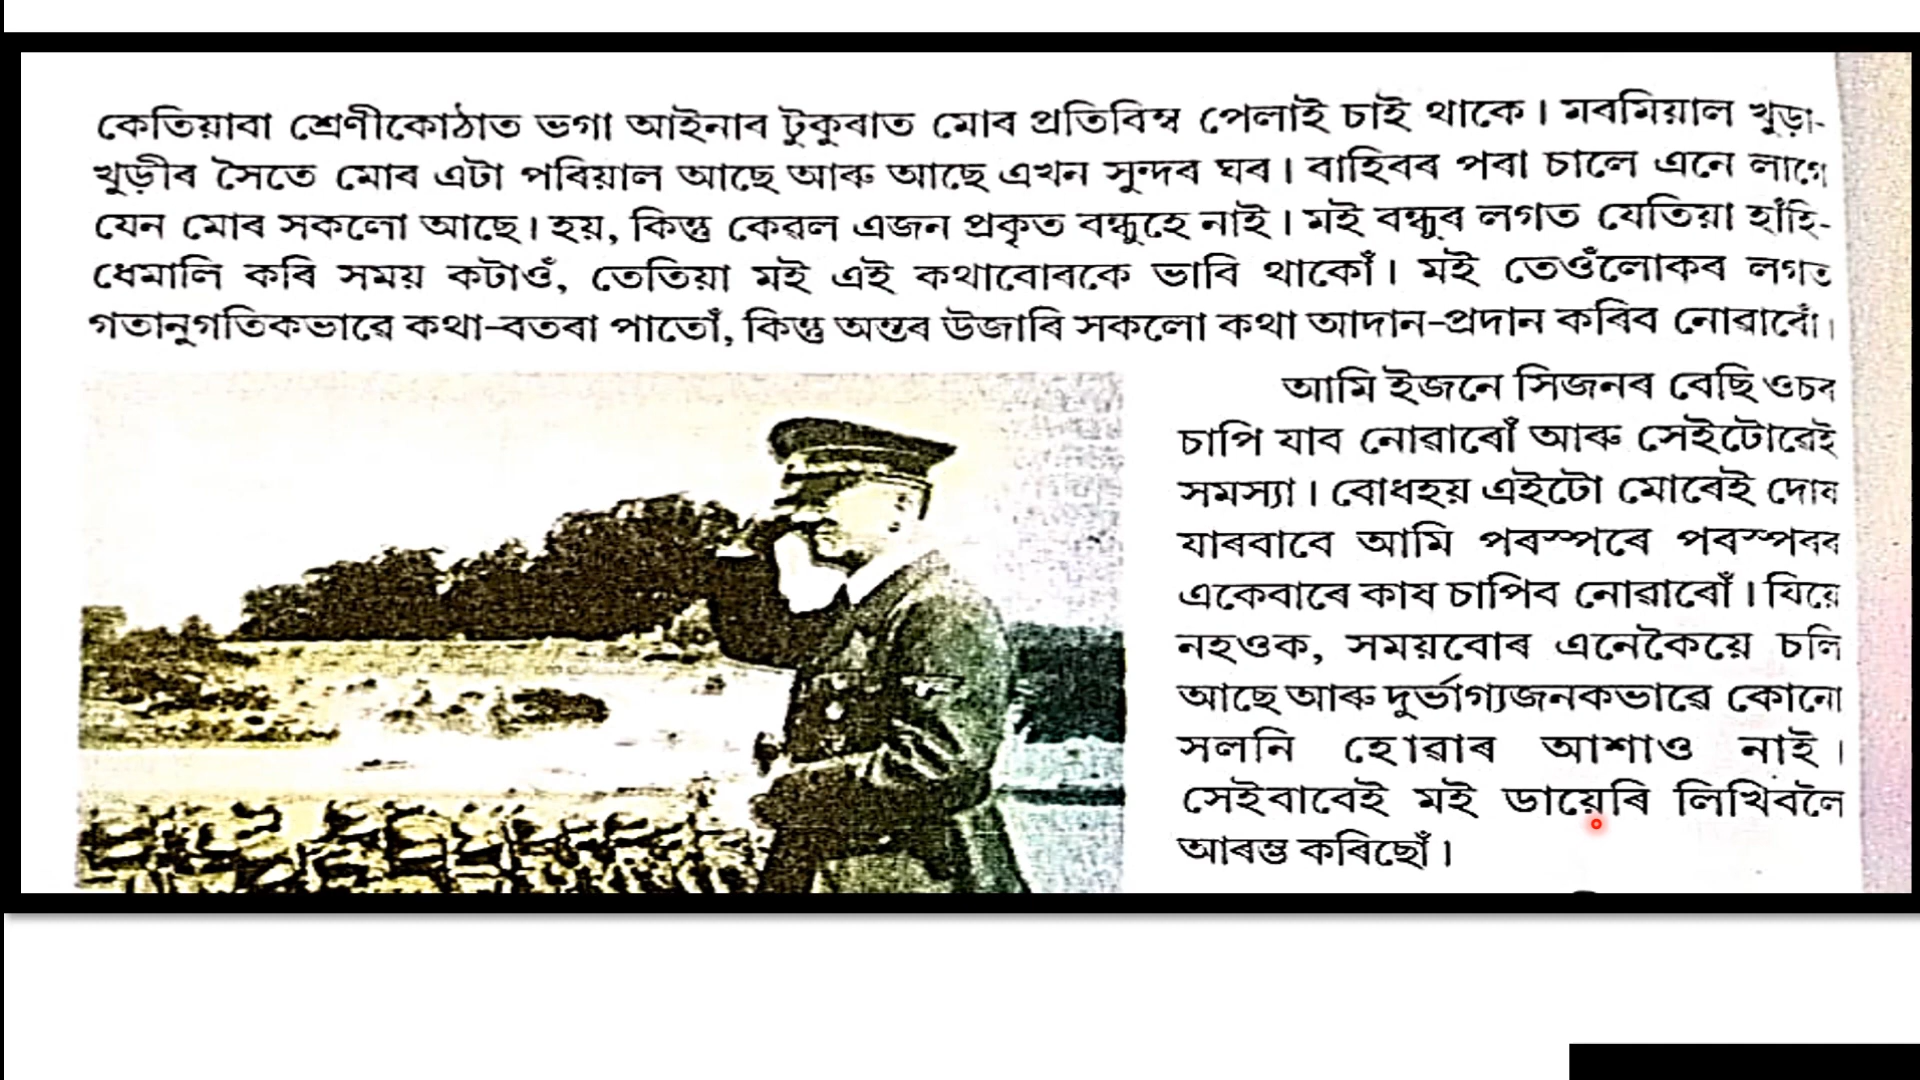 কেতিয়াবা শ্ৰেণীকোঠাত ভগা আইনাৰ টুকুৰাত মোৰ প্ৰতিবিম্ব পেলাই চাই থাকে। মৰমিয়াল খুড়া-
খুড়ীৰ সৈতে মোৰ এটা পৰিয়াল আছে আৰু আছে এখন সুন্দৰ ঘৰ। বাহিৰৰ পৰা চালে এনে লাগে
যেন মোৰ সকলো আছে। হয়, কিন্তু কেৱল এজন প্ৰকৃত বন্ধুহে নাই। মই বন্ধুৰ লগত যেতিয়া হাঁহি-
ধেমালি কৰি সময় কটাওঁ, তেতিয়া মই এই কথাবোৰকে ভাবি থাকোঁ। মই তেওঁলোকৰ লগত
গতানুগতিকভাৱে কথা-বতৰা পাতোঁ, কিন্তু অন্তৰ উজাৰি সকলো কথা আদান-প্ৰদান কৰিব নোৱাৰোঁ।
আমি ইজনে সিজনৰ বেছি ওচৰ
চাপি যাব নোৱাৰোঁ আৰু সেইটোৱেই
সমস্যা। বোধহয় এইটো মোৰেই দোষ
যাৰবাবে আমি পৰস্পৰে পৰস্পৰৰ
একেবাৰে কাষ চাপিব নোৱাৰোঁ। যিয়ে
নহওক, সময়বোৰ এনেকৈয়ে চলি
আছে আৰু দুৰ্ভাগ্যজনকভাৱে কোনো
সলনি হোৱাৰ আশাও নাই।
সেইবাবেই মই ডায়েৰি লিখিবলৈ
আৰম্ভ কৰিছোঁ।